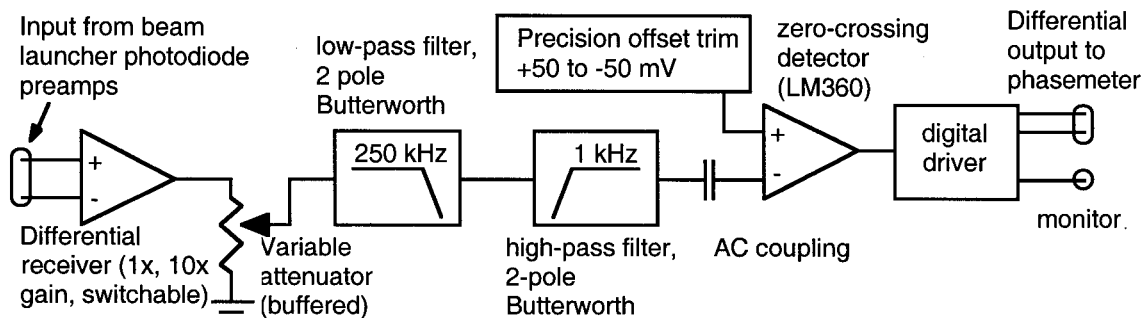 Input from beam
launcher photodiode
preamps
low-pass filter,
2 pole
Butterworth
Precision offset trim
+50 to -50 mV
zero-crossing
detector
(LM360)
Differential
output to
phasemeter
+
-
250 kHz
1 kHz
+
-
digital
driver
monitor.
Differential
receiver (1x, 10x
gain, switchable)
Variable
attenuator
(buffered)
high-pass filter,
2-pole
Butterworth
AC coupling